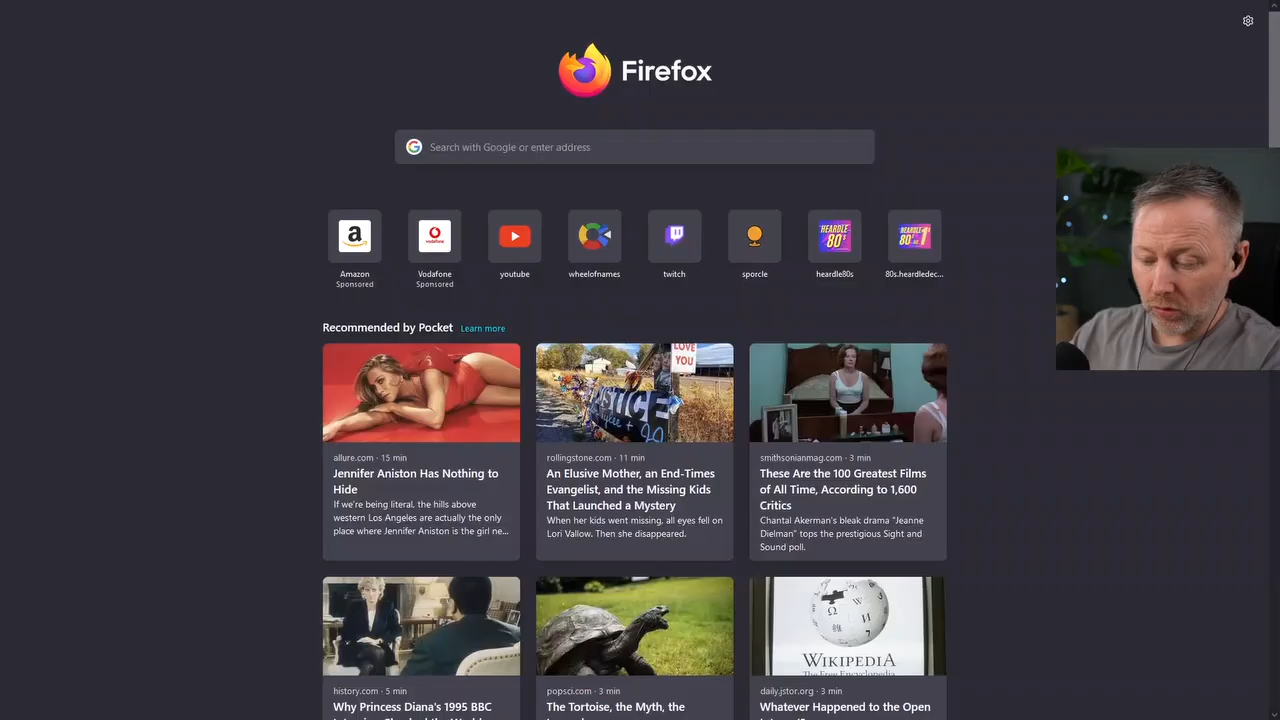 Firefox
Search with Google or enter address
Amazon
Sponsored
Vodafone
Sponsored
youtube
wheelofnames
twitch
sporcle
heardle80s
80s.heardledec...
Recommended by Pocket Learn more
allure.com · 15 min
Jennifer Aniston Has Nothing to
Hide
If we're being literal, the hills above
western Los Angeles are actually the only
place where Jennifer Aniston is the girl ne...
LOVE
YOU
JUSTICE
rollingstone.com · 11 min
An Elusive Mother, an End-Times
Evangelist, and the Missing Kids
That Launched a Mystery
When her kids went missing, all eyes fell on
Lori Vallow. Then she disappeared.
smithsonianmag.com · 3 min
These Are the 100 Greatest Films
of All Time, According to 1,600
Critics
Chantal Akerman's bleak drama "Jeanne
Dielman" tops the prestigious Sight and
Sound poll.
history.com · 5 min
Why Princess Diana's 1995 BBC
popsci.com · 3 min
The Tortoise, the Myth, the
WIKIPEDIA
The Free Encyclopedia
daily.jstor.org · 3 min
Whatever Happened to the Open